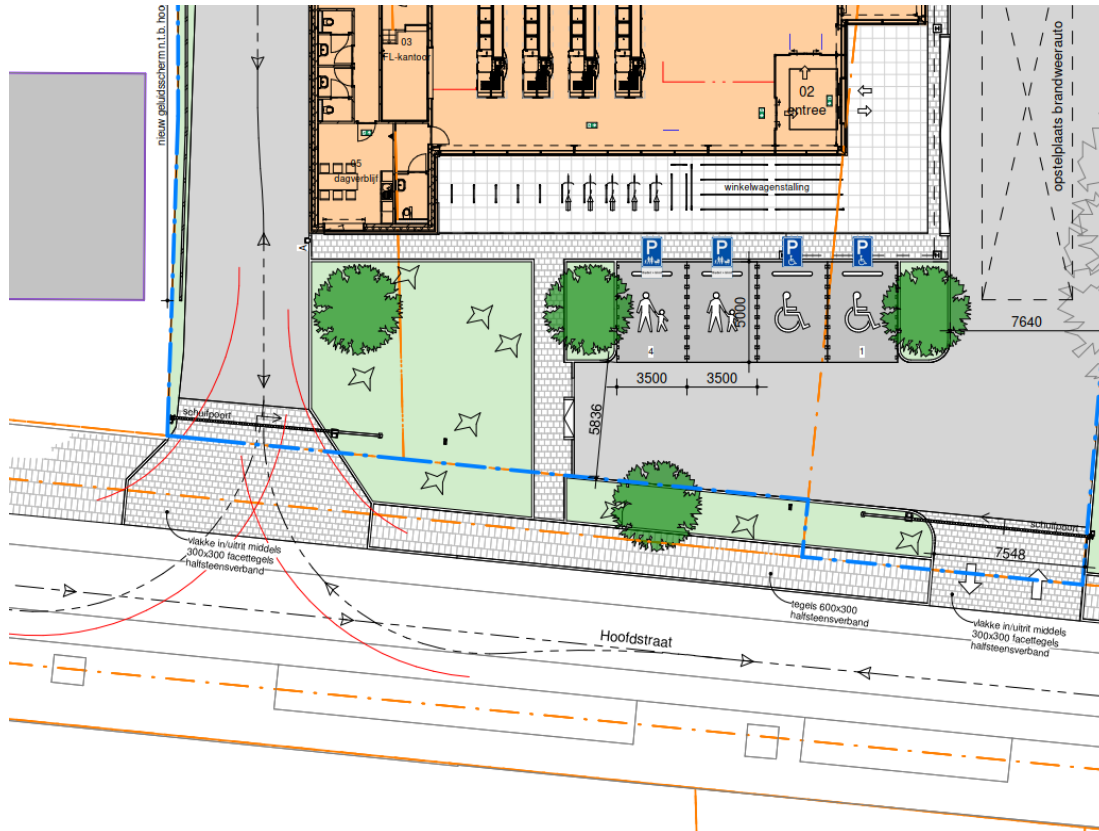 nieuw geluidsscherm n.t.b. hoo
03
FL-kantoor
02
entree
opstelplaats brandweerauto
05
dagverblijf
winkelwagenstalling
A
P
P
P
P
5000
7640
4
1
3500
3500
5836
schuifpoort
schuifpoort
7548
vlakke in/uitrit middels
300x300 facettegels
halfsteensverband
tegels 600x300
halfsteensverband
vlakke in/uitrit middels
300x300 facettegels
halfsteensverband
Hoofdstraat